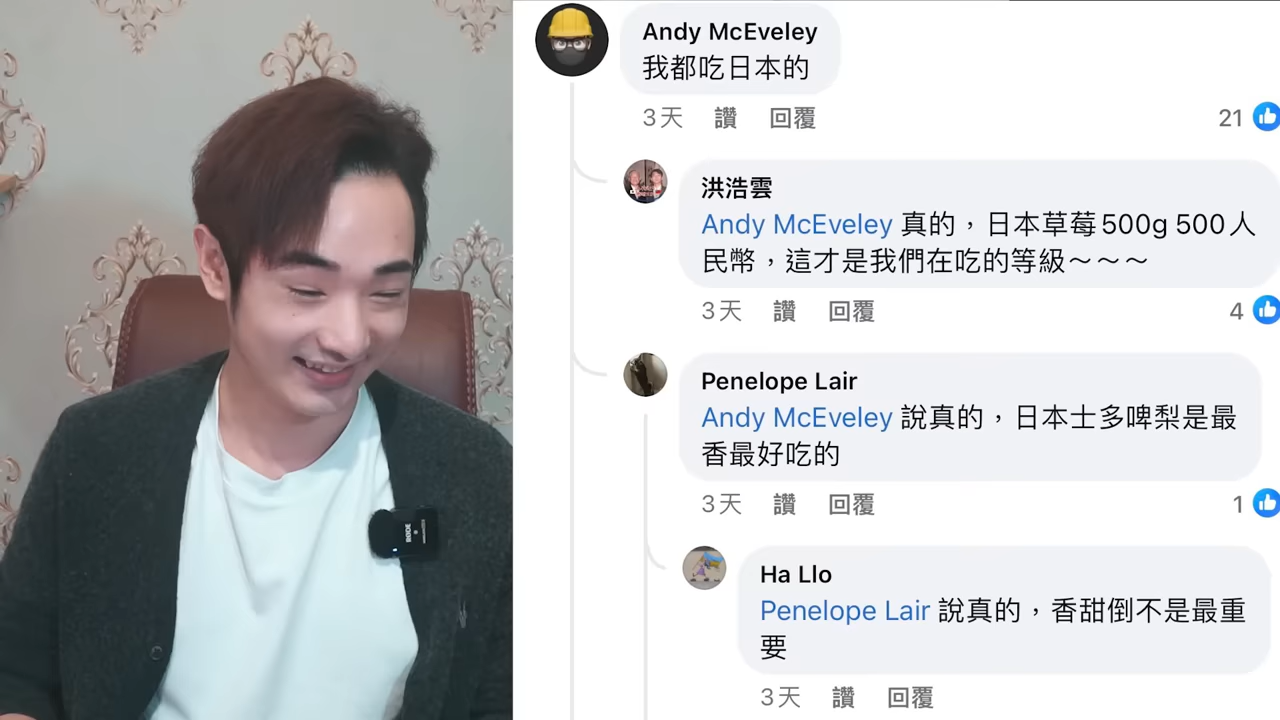 Andy McEveley
我都吃日本的
3天 讚 回覆 21
洪浩雲
Andy McEveley 真的，日本草莓500g 500人
民幣，這才是我們在吃的等級～～～
3天 讚 回覆 4
Penelope Lair
Andy McEveley 說真的，日本士多啤梨是最
香最好吃的
3天 讚 回覆 1
Ha Llo
Penelope Lair 說真的，香甜倒不是最重
要
3天 讚 回覆
RØDE